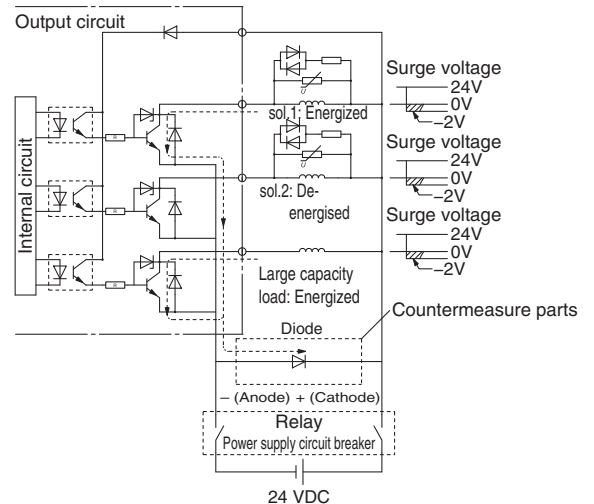 Output circuit
Internal circuit
R
R
R
U
U
sol.1: Energized
sol.2: De-
energised
Large capacity
load: Energized
Surge voltage
24V
0V
−2V
Surge voltage
24V
0V
−2V
Surge voltage
24V
0V
−2V
Countermeasure parts
Diode
− (Anode) + (Cathode)
Relay
Power supply circuit breaker
24 VDC